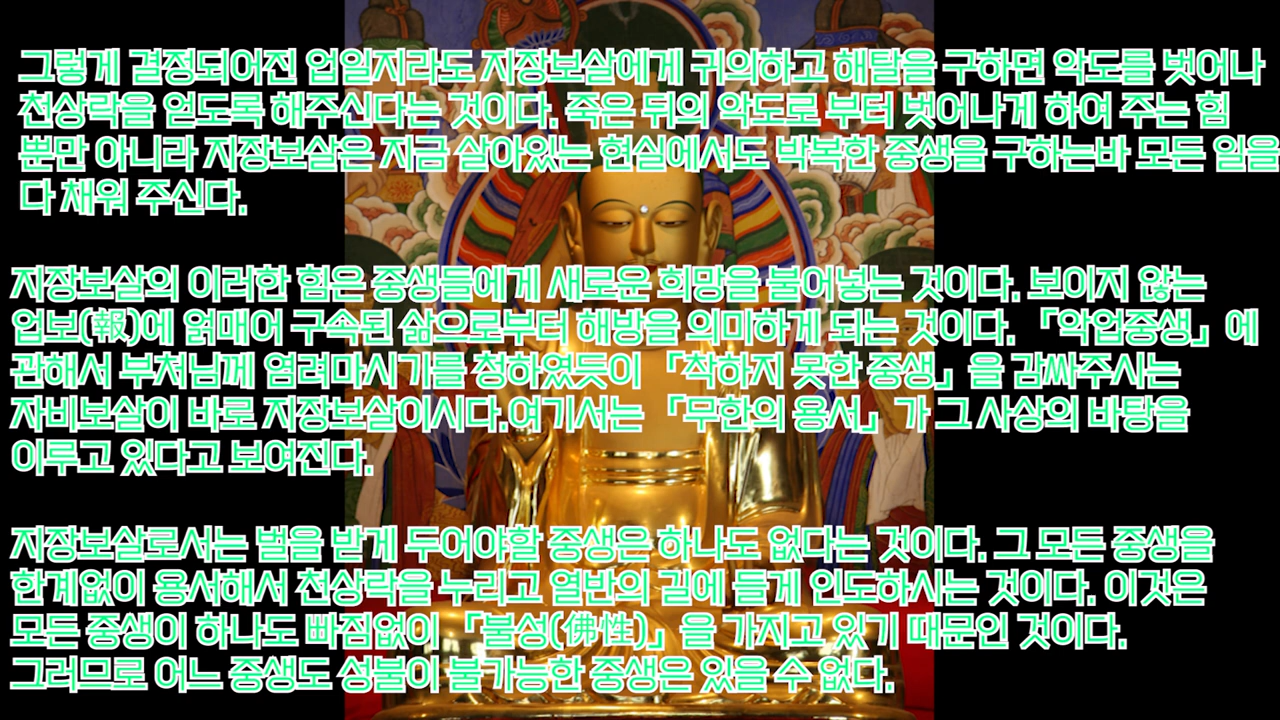 그렇게 결정되어진 업일지라도 지장보살에게 귀의하고 해탈을 구하면 악도를 벗어나
천상락을 얻도록 해주신다는 것이다. 죽은 뒤의 악도로 부터 벗어나게 하여 주는 힘
뿐만 아니라 지장보살은 지금 살아있는 현실에서도 박복한 중생을 구하는바 모든 일을
다 채워 주신다.
지장보살의 이러한 힘은 중생들에게 새로운 희망을 불어넣는 것이다. 보이지 않는
업보(報)에 얽매어 구속된 삶으로부터 해방을 의미하게 되는 것이다. 「악업중생」에
관해서 부처님께 염려마시기를 청하였듯이 「착하지 못한 중생」을 감싸주시는
자비보살이 바로 지장보살이시다.여기서는 「무한의 용서」가 그 사상의 바탕을
이루고 있다고 보여진다.
지장보살로서는 벌을 받게 두어야할 중생은 하나도 없다는 것이다. 그 모든 중생을
한계없이 용서해서 천상락을 누리고 열반의 길에 들게 인도하시는 것이다. 이것은
모든 중생이 하나도 빠짐없이 「불성(佛性)」을 가지고 있기 때문인 것이다.
그러므로 어느 중생도 성불이 불가능한 중생은 있을 수 없다.